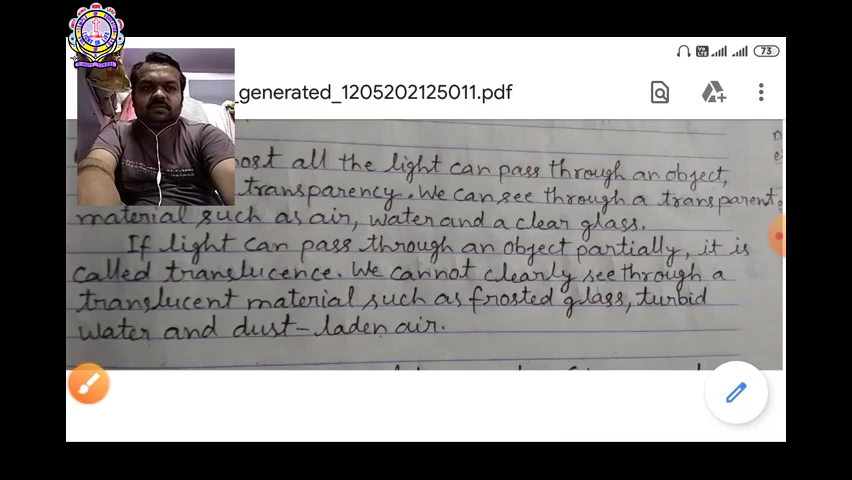 73
_generated_1205202125011.pdf
ost all the light can pass through an object,
transparency. We can see through a transparent
material such as air, water and a clear glass.
If light can pass through an object partially, it is
called translucence. We cannot clearly see through a
translucent material such as frosted glass, turbid
water and dust-laden air.